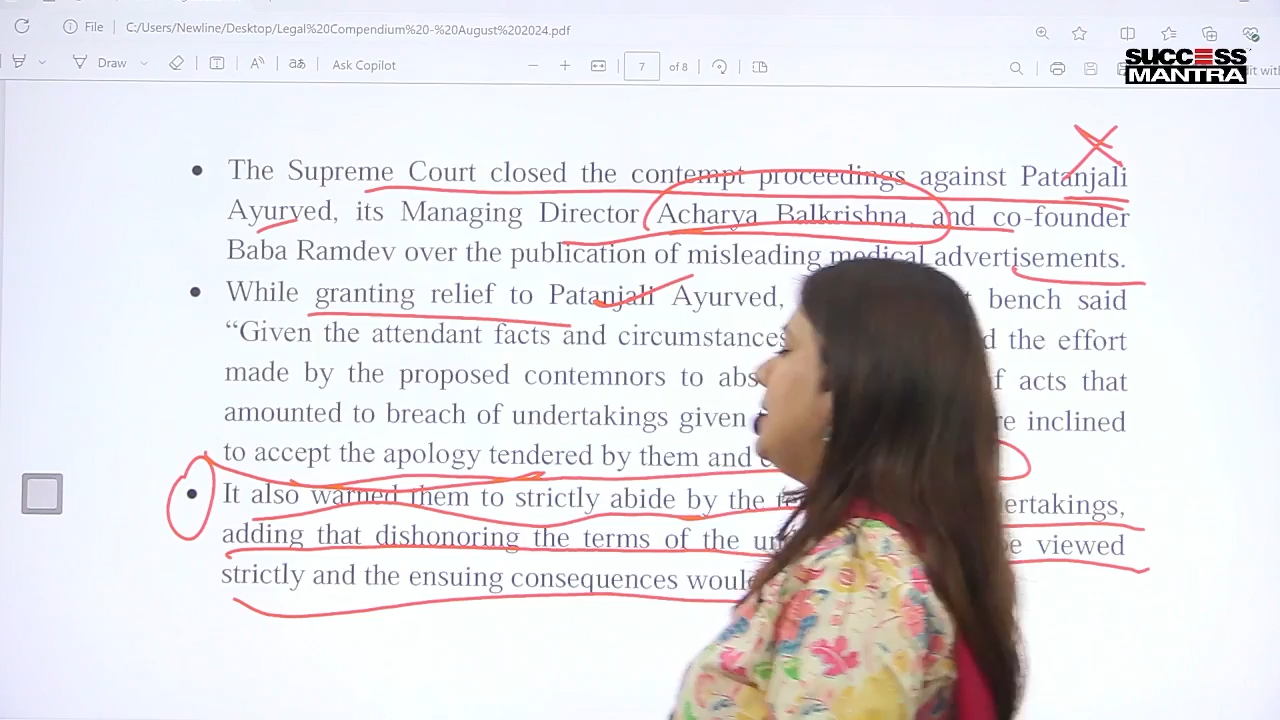 File C:/Users/Newline/Desktop/Legal%20Compendium%20-%20August%202024.pdf
Draw Ask Copilot 7 of 8
SUCCESS
MANTRA
The Supreme Court closed the contempt proceedings against Patanjali
Ayurved, its Managing Director Acharya Balkrishna, and co-founder
Baba Ramdev over the publication of misleading medical advertisements.
While granting relief to Patanjali Ayurved, bench said
“Given the attendant facts and circumstances the effort
made by the proposed contemnors to acts that
amounted to breach of undertakings given inclined
to accept the apology tendered by them and
It also warned them to strictly abide by the
adding that dishonoring the terms of the viewed
strictly and the ensuing consequences